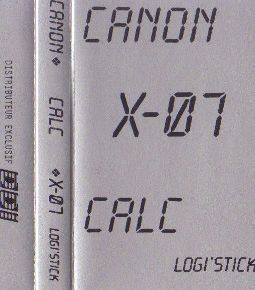 DISTRIBUTEUR EXCLUSIF
CANON ◆ CALC ◆ X-07 LOGI'STICK
CANON
X-07
CALC
LOGI'STICK